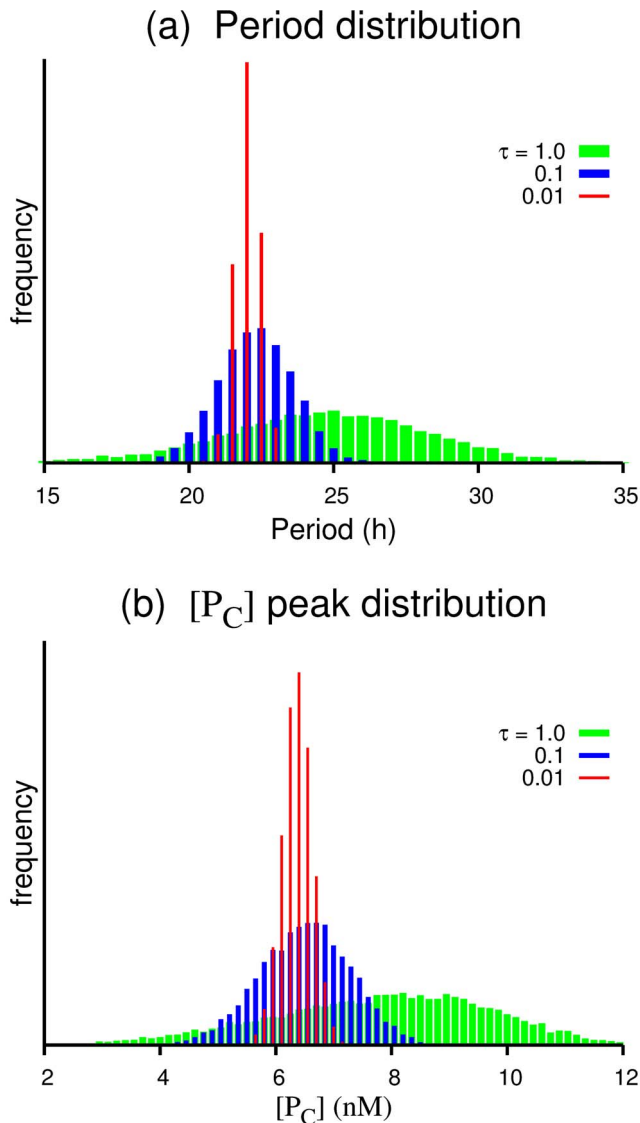 (a) Period distribution
τ = 1.0
0.1
0.01
frequency
15 20 25 30 35
Period (h)
(b) [P_C] peak distribution
τ = 1.0
0.1
0.01
frequency
2 4 6 8 10 12
[P_C] (nM)